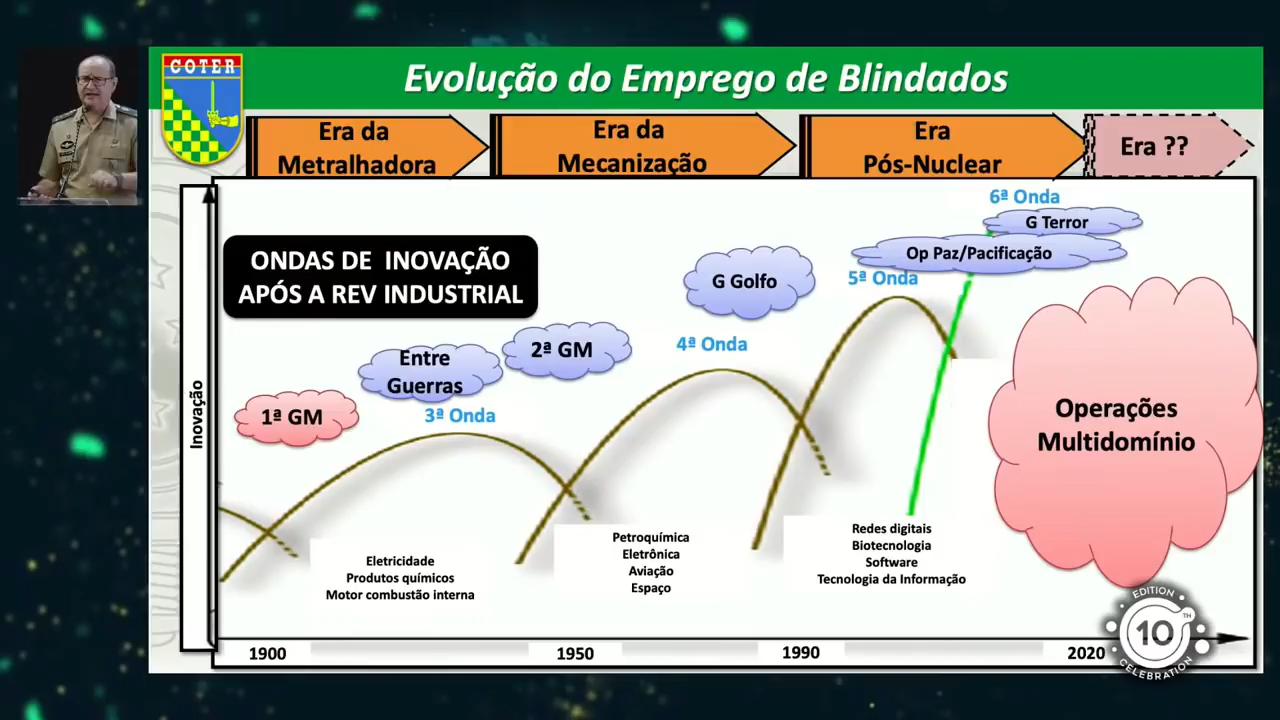 COTER
Evolução do Emprego de Blindados
Era da
Metralhadora
Era da
Mecanização
Era
Pós-Nuclear
Era ??
6ª Onda
G Terror
Op Paz/Pacificação
5ª Onda
ONDAS DE INOVAÇÃO
APÓS A REV INDUSTRIAL
G Golfo
4ª Onda
2ª GM
Entre
Guerras
3ª Onda
1ª GM
Inovação
Operações
Multidomínio
Eletricidade
Produtos químicos
Motor combustão interna
Petroquímica
Eletrônica
Aviação
Espaço
Redes digitais
Biotecnologia
Software
Tecnologia da Informação
1900
1950
1990
2020
EDITION
10TH
CELEBRATION